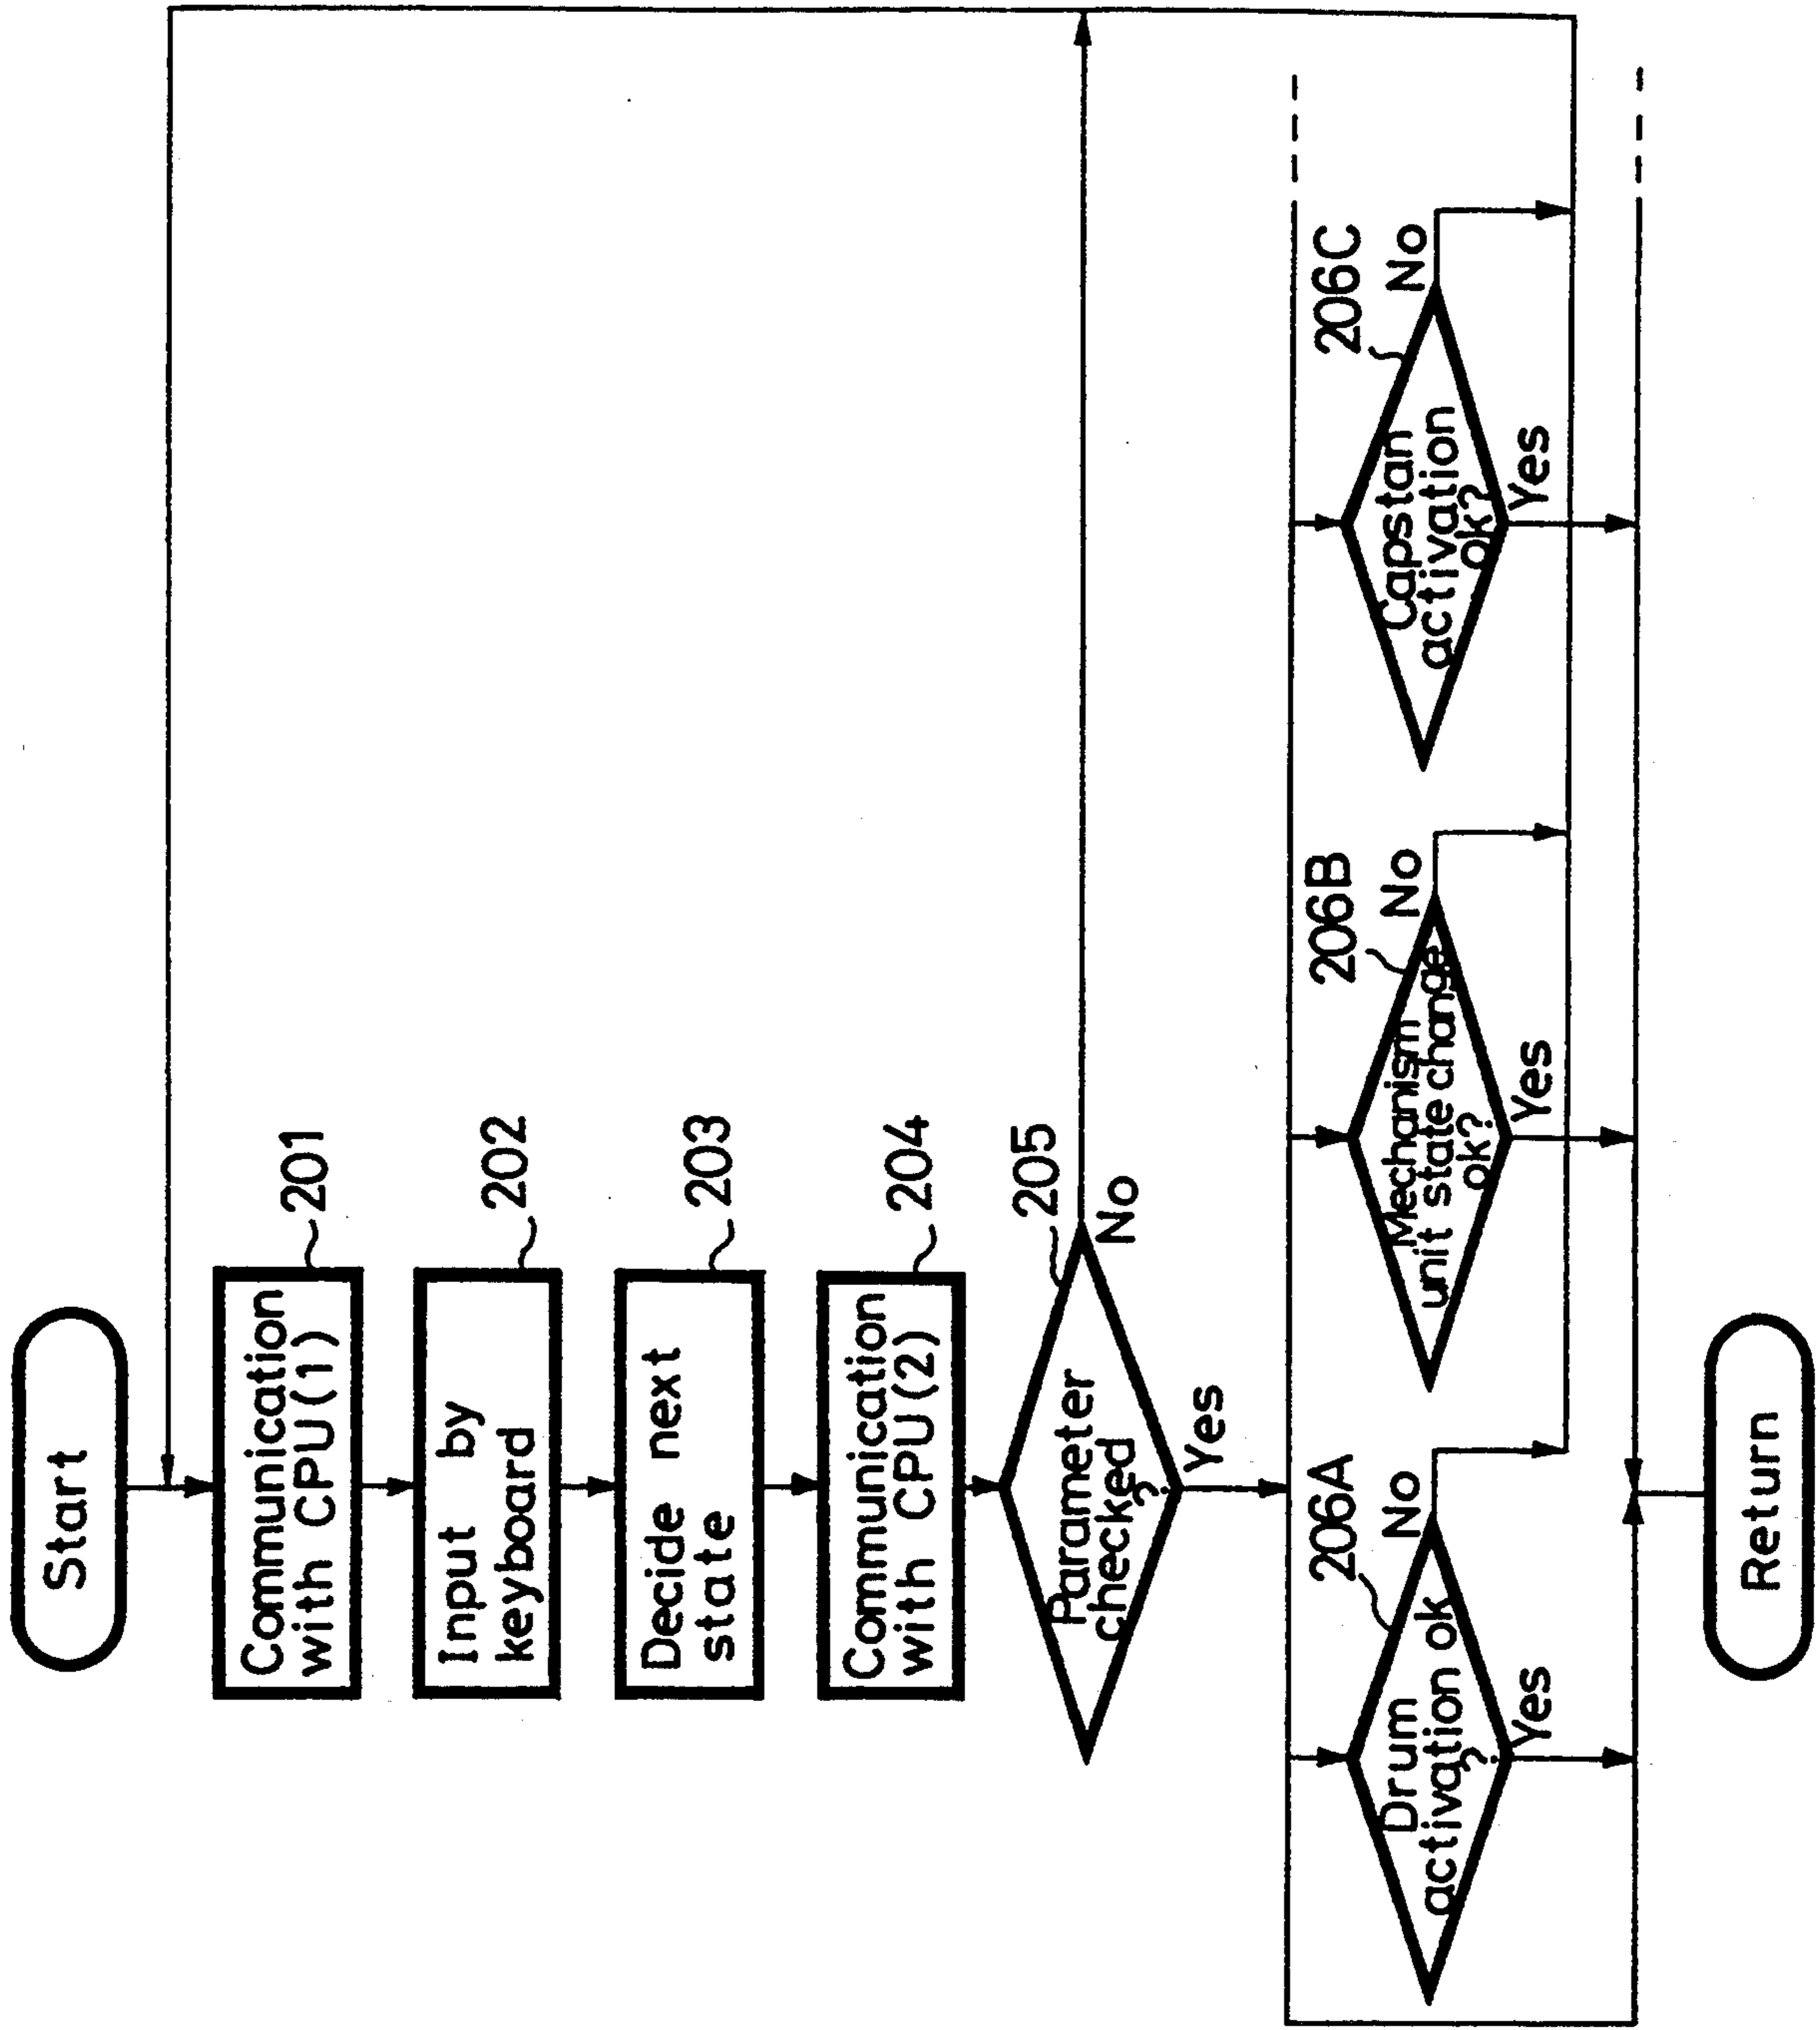 Start
Communication
with CPU(1)
201
Input by
keyboard
202
Decide next
state
203
Communication
with CPU(2)
204
Parameter
checked
?
205
No
Yes
Drum
activation ok
?
206A
No
Yes
Mechanism
unit state change
ok?
206B
No
Yes
Capstan
activation
ok?
206C
No
Yes
Return